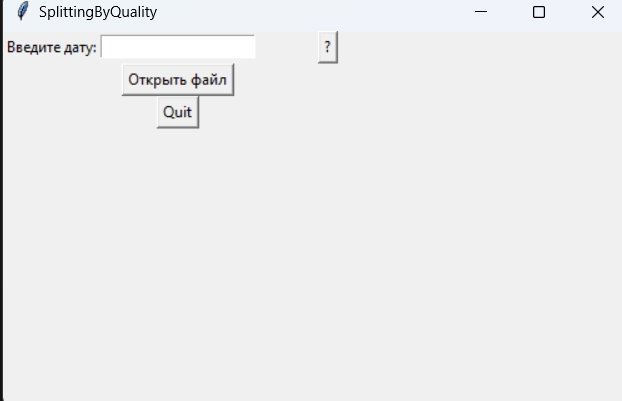 SplittingByQuality
Введите дату: ?
Открыть файл
Quit